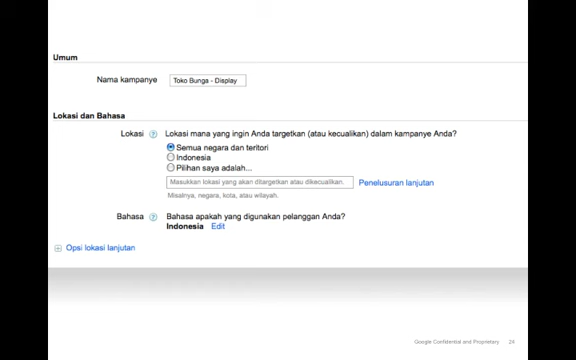 Umum
Nama kampanye Toko Bunga - Display
Lokasi dan Bahasa
Lokasi ? Lokasi mana yang ingin Anda targetkan (atau kecualikan) dalam kampanye Anda?
Semua negara dan teritori
Indonesia
Pilihan saya adalah...
Masukkan lokasi yang akan ditargetkan atau dikecualikan. Penelusuran lanjutan
Misalnya, negara, kota, atau wilayah.
Bahasa ? Bahasa apakah yang digunakan pelanggan Anda?
Indonesia Edit
Opsi lokasi lanjutan
Google Confidential and Proprietary 24